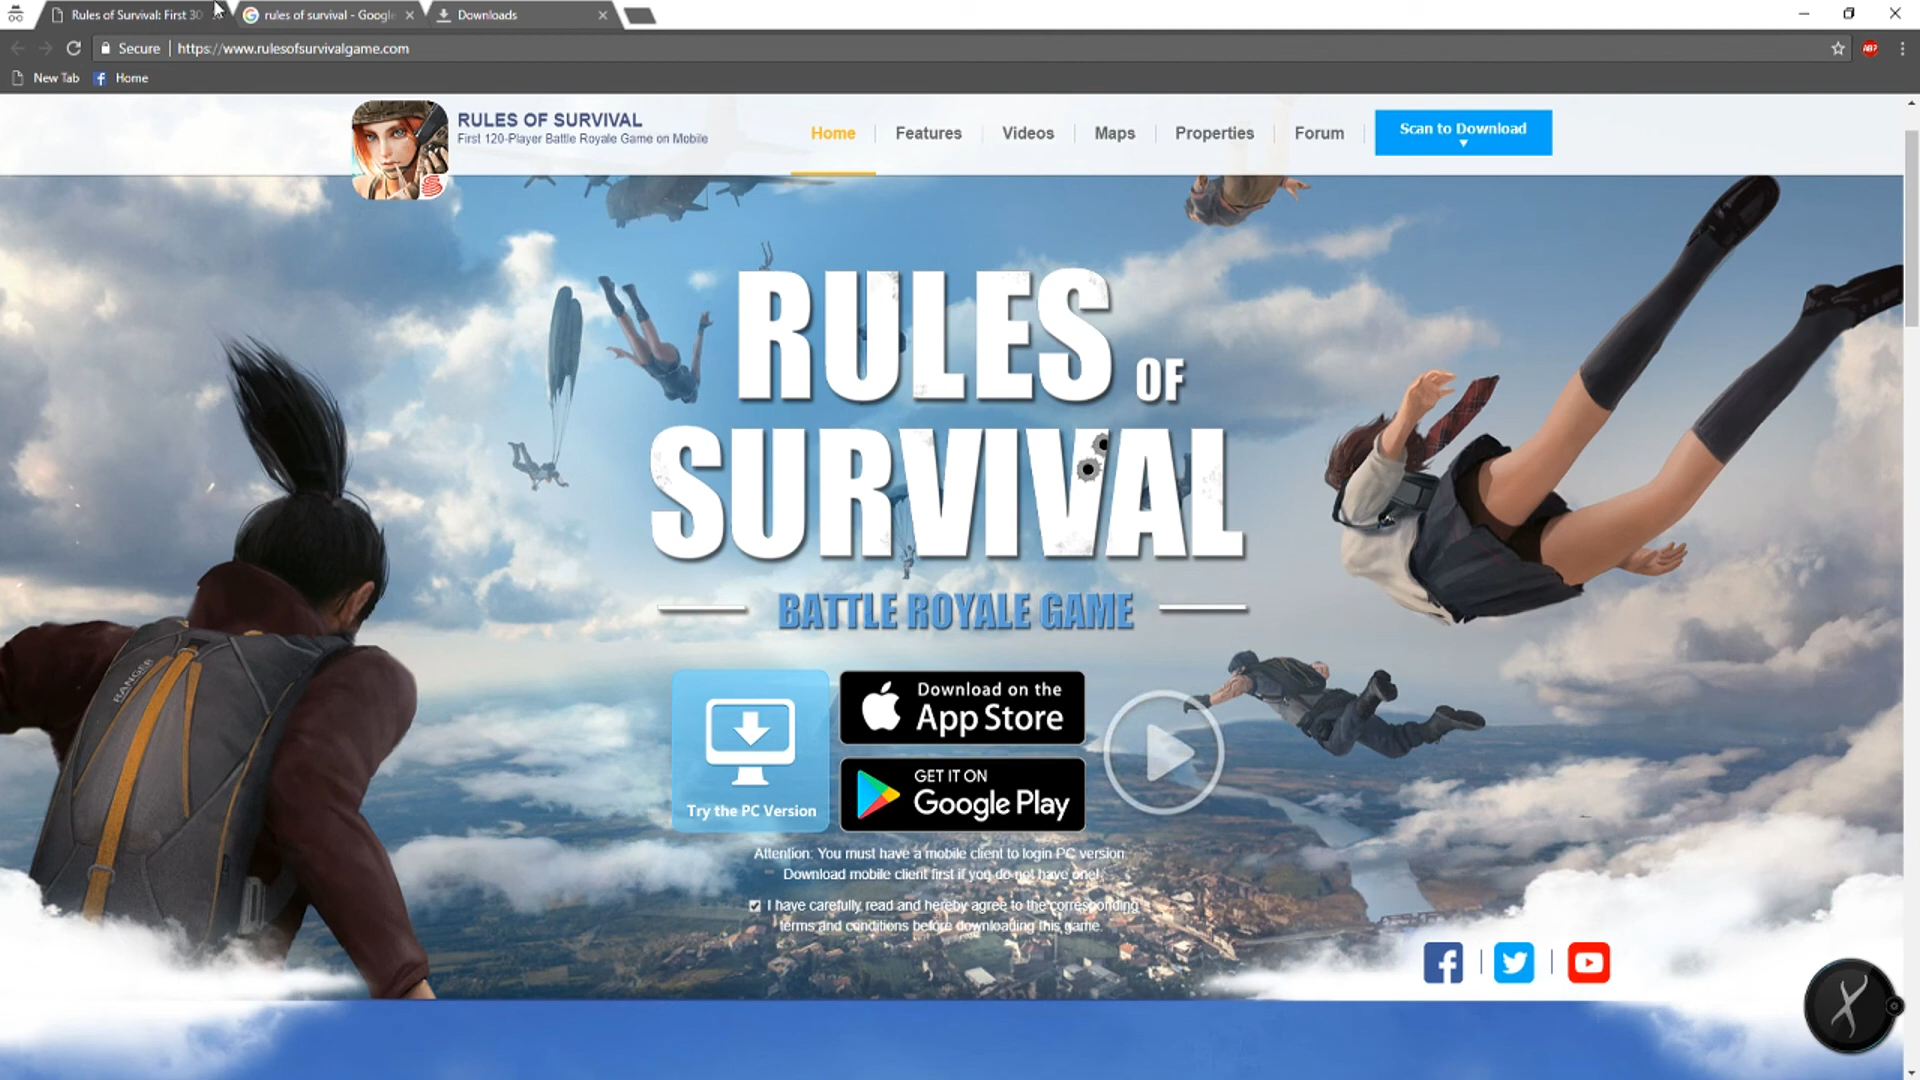 Rules of Survival: First 30
rules of survival - Google
Downloads
Secure
https://www.rulesofsurvivalgame.com
ABP
New Tab
Home
RULES OF SURVIVAL
First 120-Player Battle Royale Game on Mobile
Home
Features
Videos
Maps
Properties
Forum
Scan to Download
RULES OF
SURVIVAL
BATTLE ROYALE GAME
RANGER
Try the PC Version
Download on the
App Store
GET IT ON
Google Play
Attention: You must have a mobile client to login PC version.
Download mobile client first if you do not have one!
I have carefully read and hereby agree to the corresponding
terms and conditions before downloading this game.